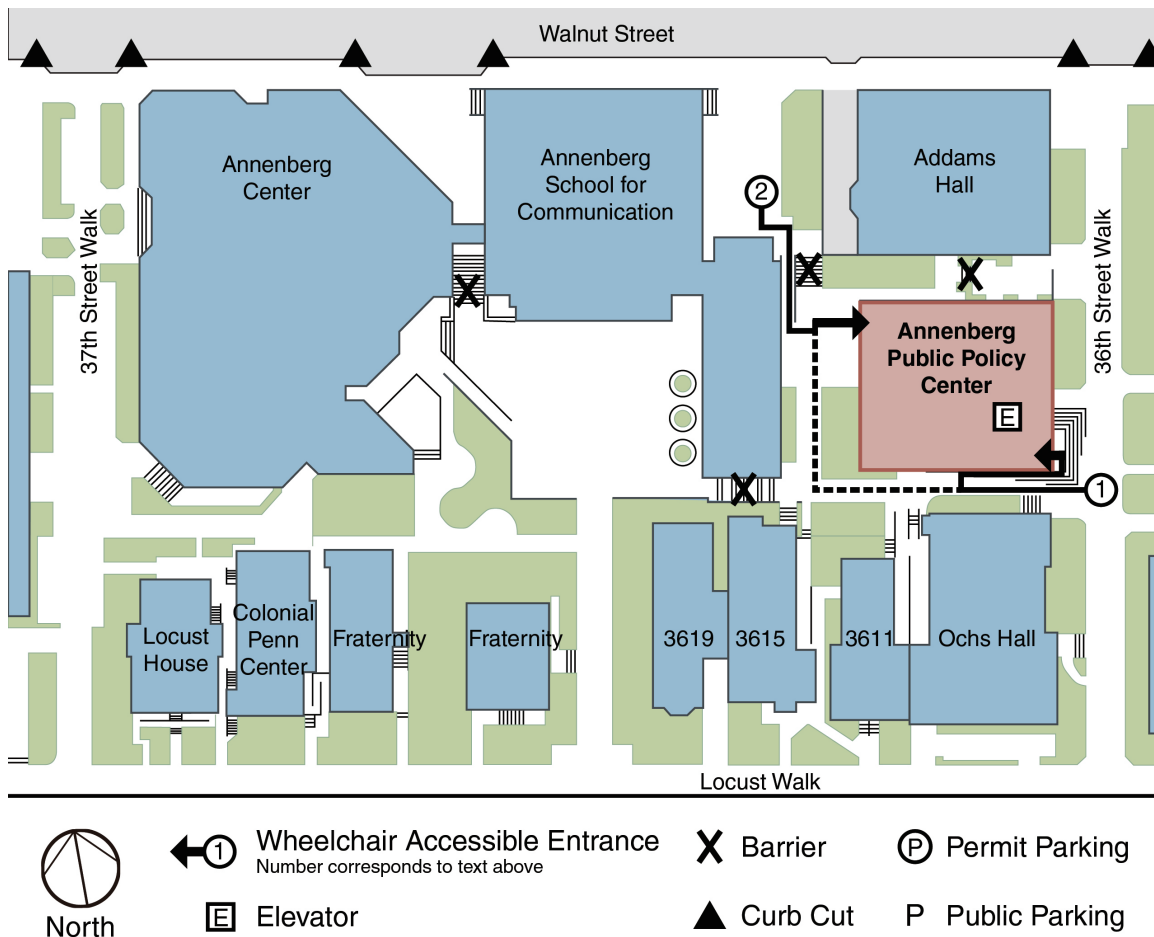 Walnut Street
Annenberg
Center
Annenberg
School for
Communication
Addams
Hall
2
37th Street Walk
36th Street Walk
Annenberg
Public Policy
Center
E
1
Locust
House
Colonial
Penn
Center
Fraternity
Fraternity
3619
3615
3611
Ochs Hall
Locust Walk
North
1
Wheelchair Accessible Entrance
Number corresponds to text above
E
Elevator
Barrier
Curb Cut
P
Permit Parking
P
Public Parking